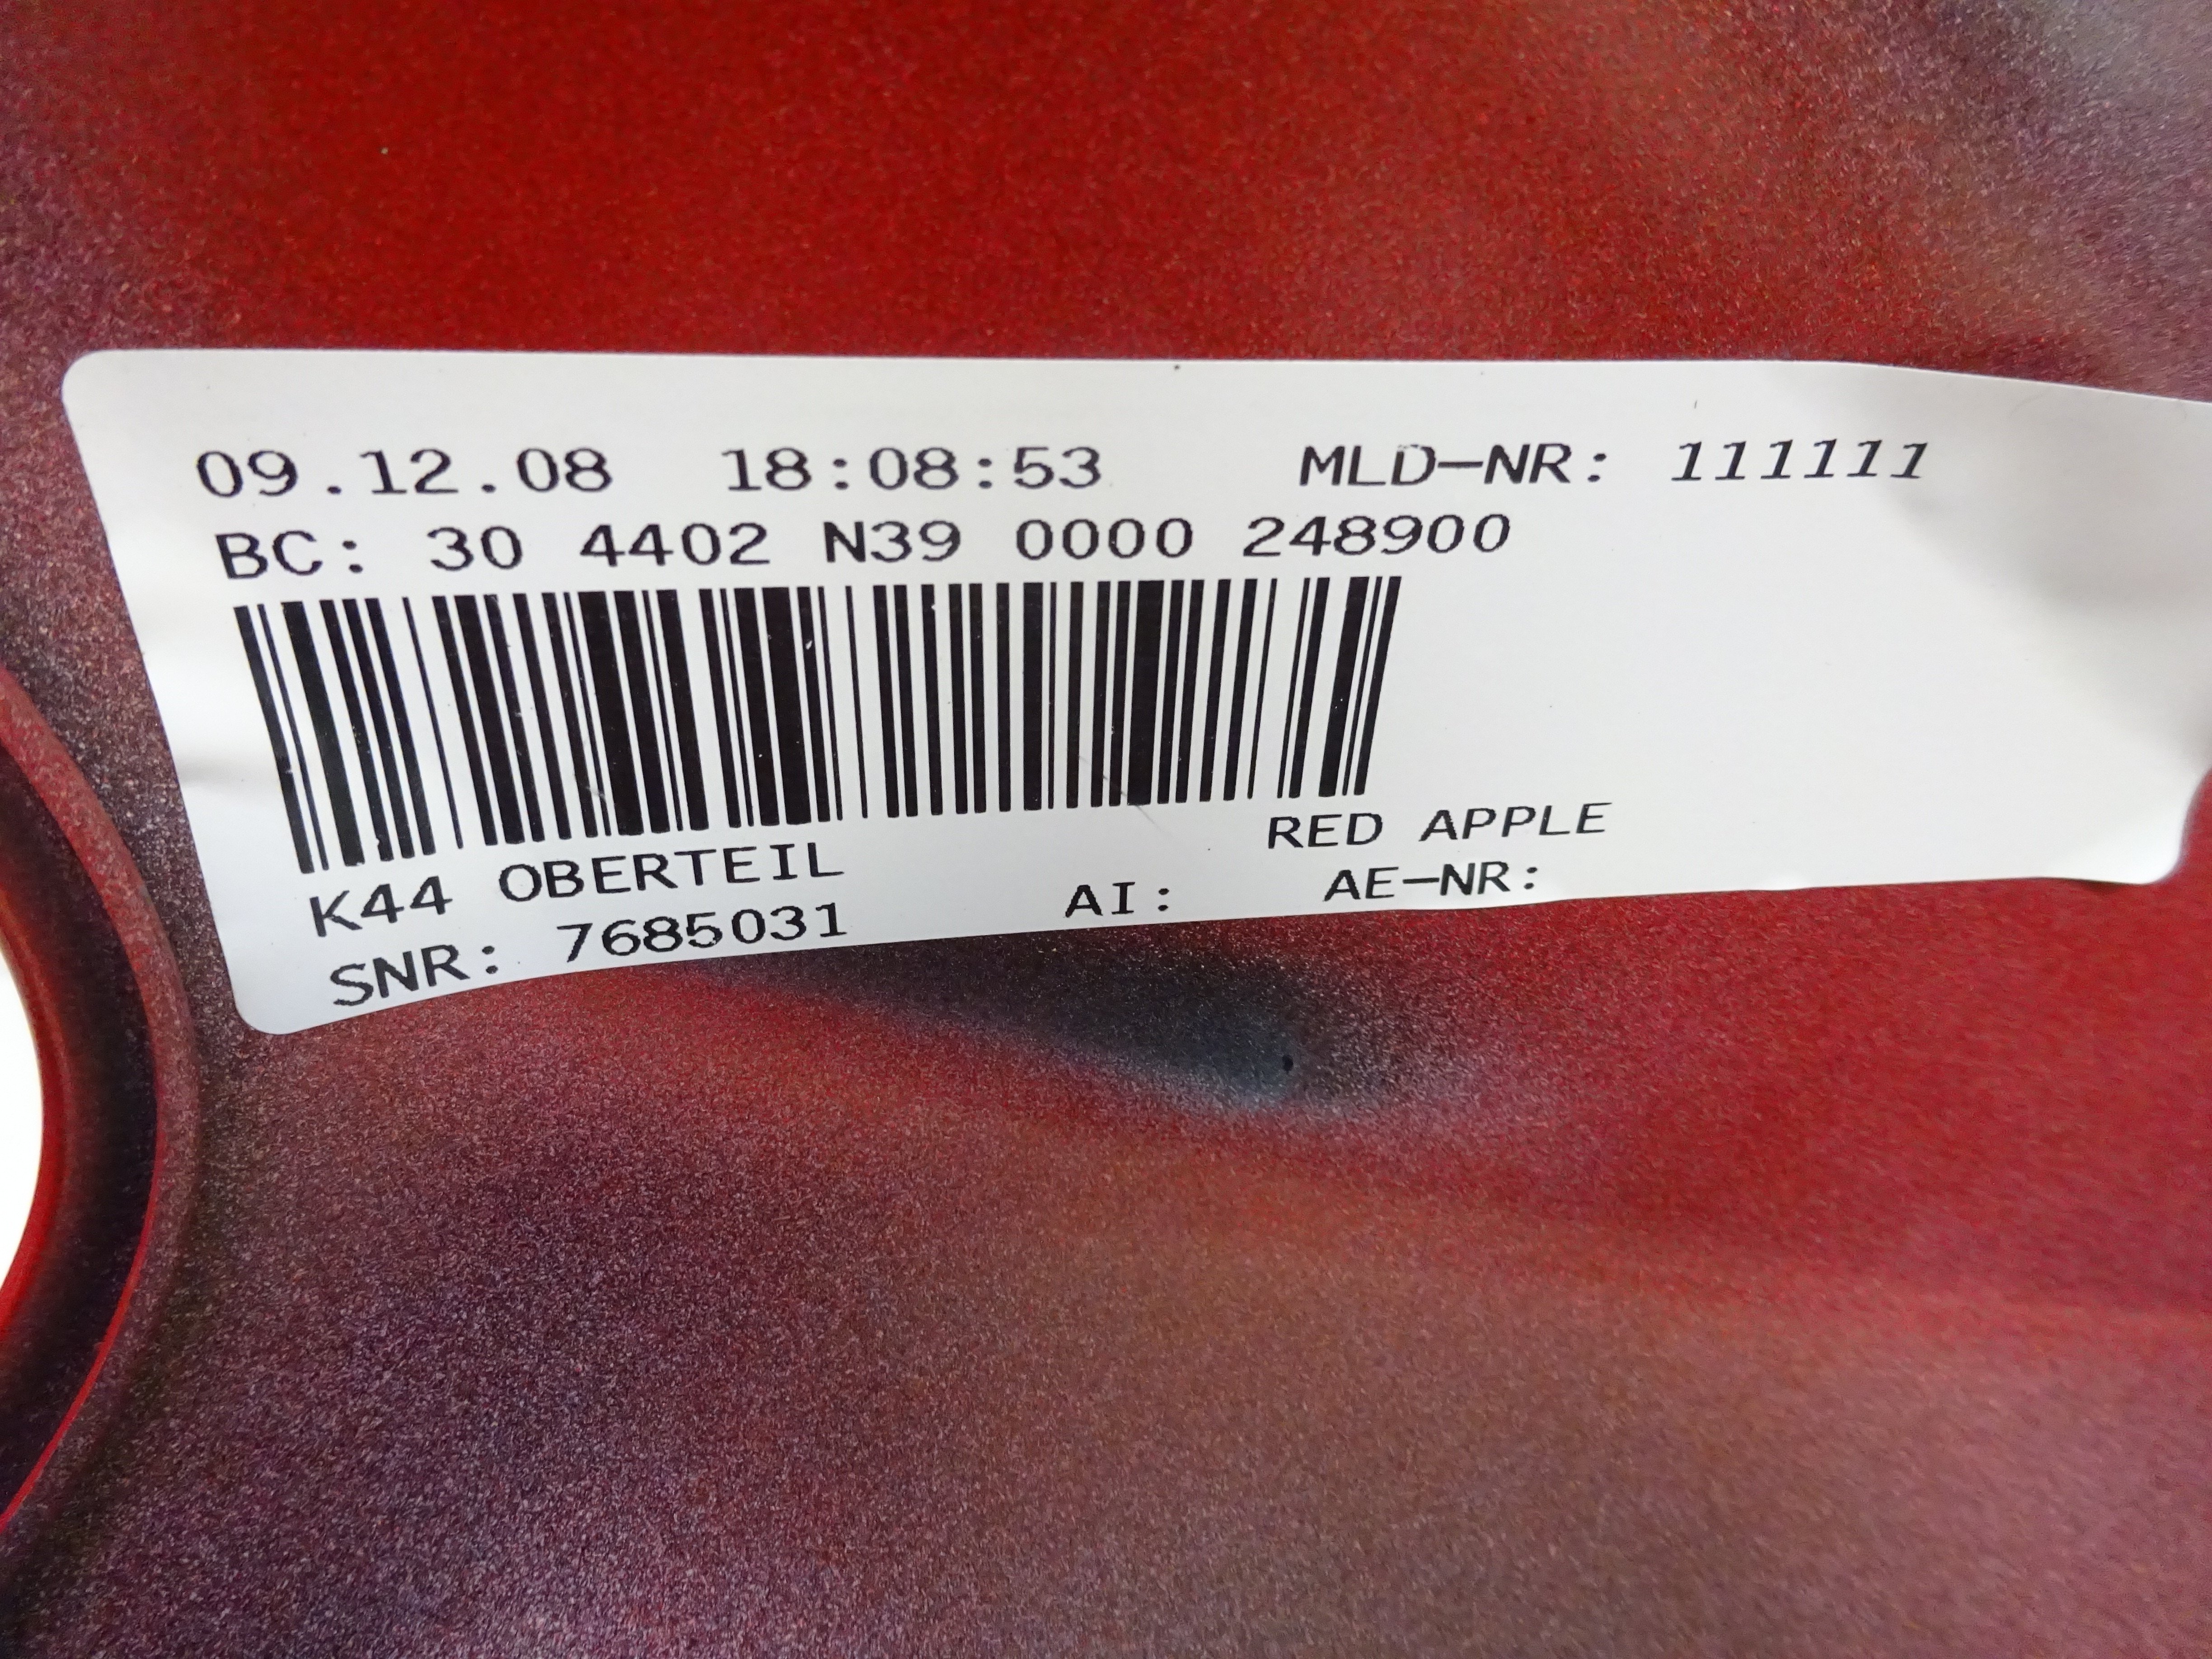 09.12.08 18:08:53 MLD-NR: 111111
BC: 30 4402 N39 0000 248900
K44 OBERTEIL RED APPLE
SNR: 7685031 AI: AE-NR: